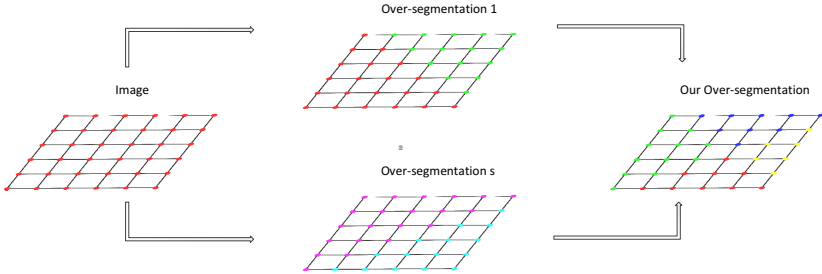 Over-segmentation 1
Image
Our Over-segmentation
Over-segmentation s